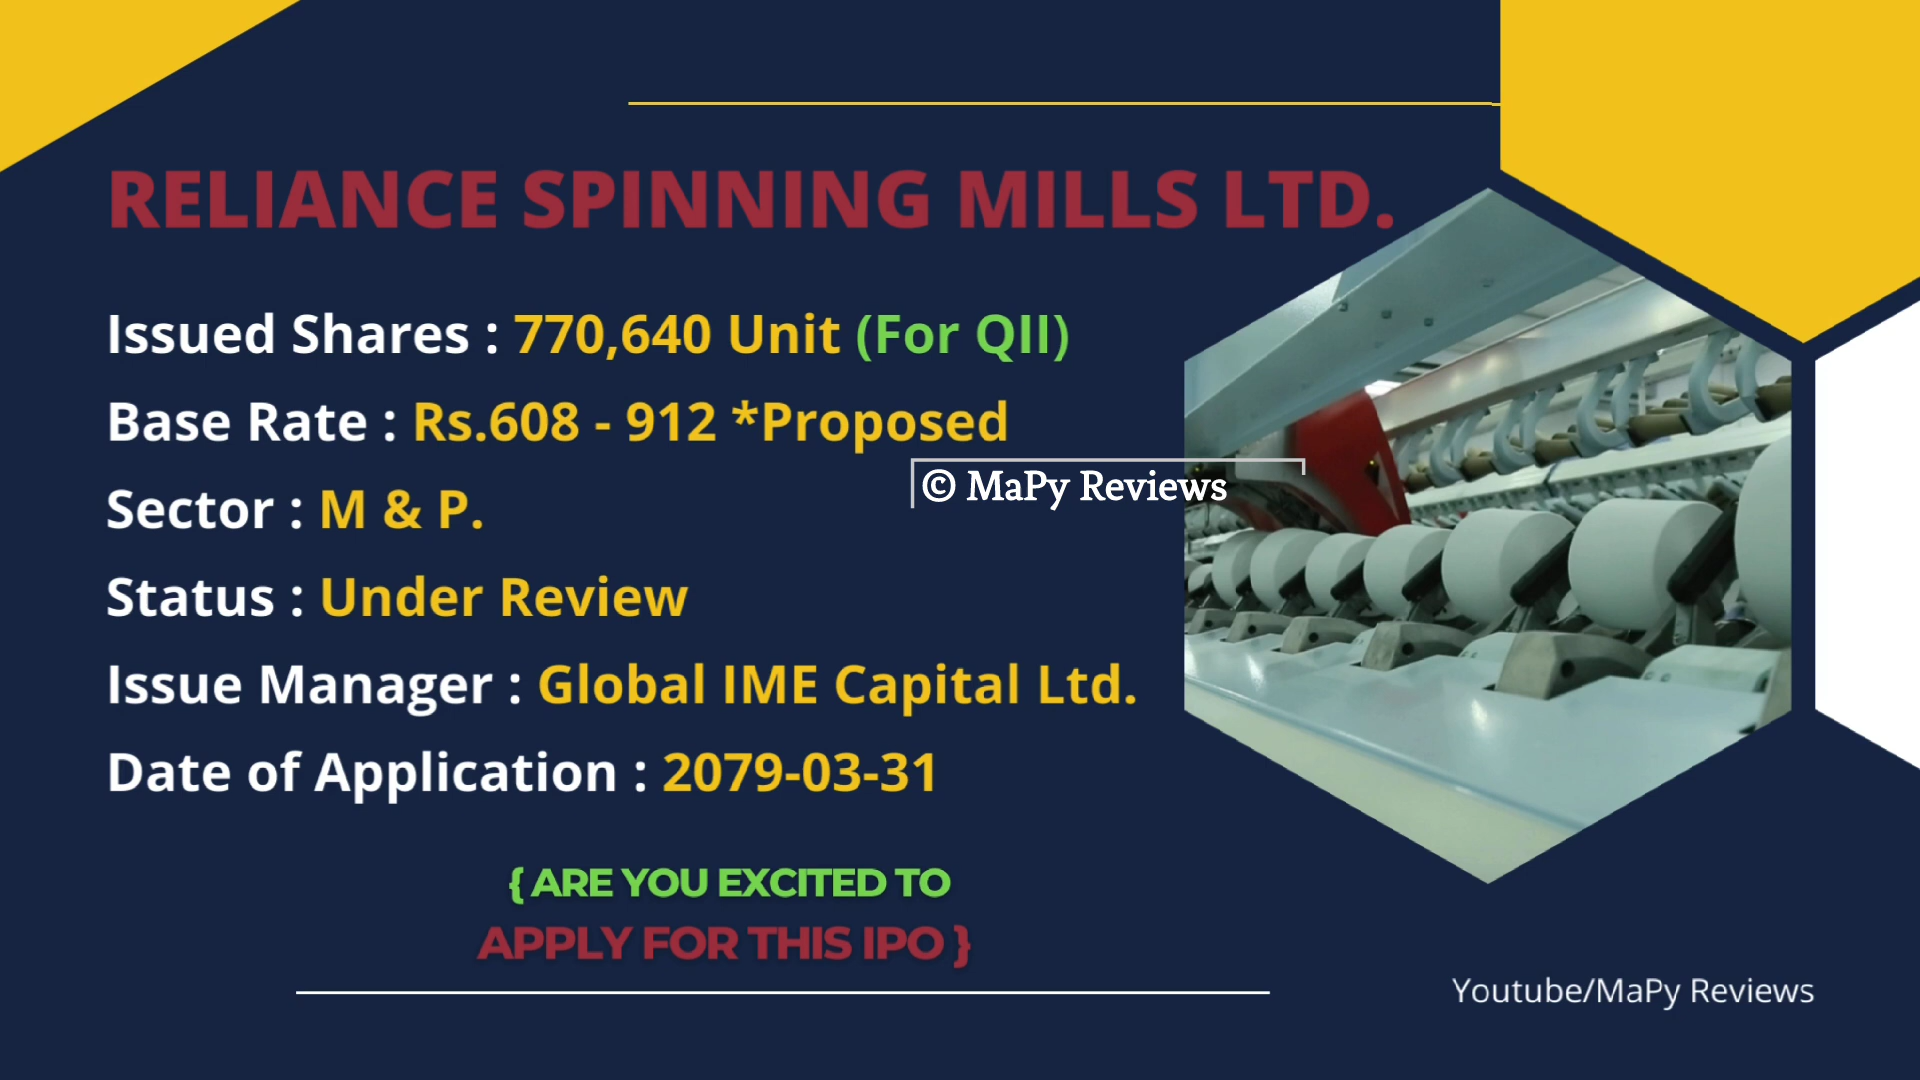 RELIANCE SPINNING MILLS LTD.
Issued Shares : 770,640 Unit (For QII)
Base Rate : Rs.608 - 912 *Proposed
© MaPy Reviews
Sector : M & P.
Status : Under Review
Issue Manager : Global IME Capital Ltd.
Date of Application : 2079-03-31
{ ARE YOU EXCITED TO
APPLY FOR THIS IPO }
Youtube/MaPy Reviews